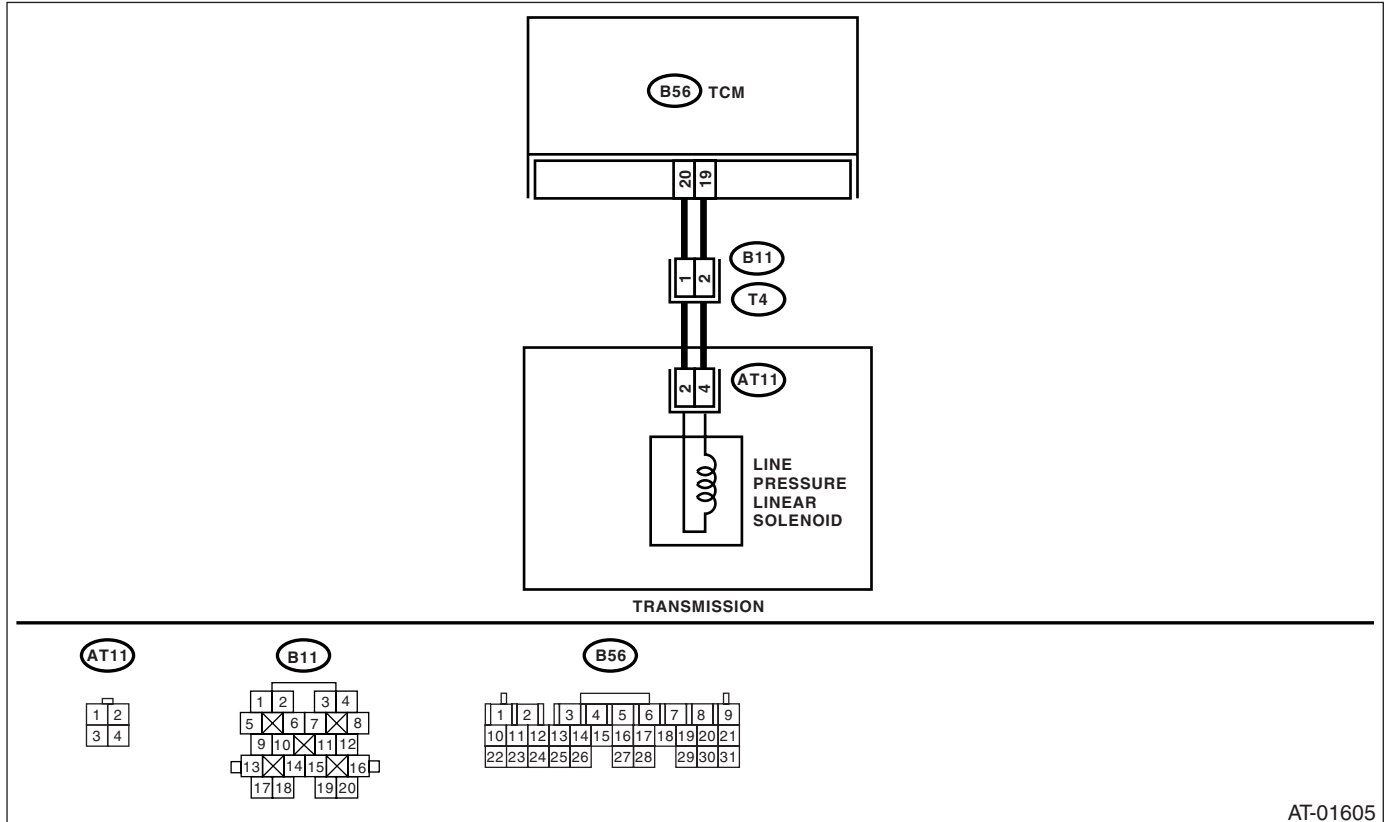 B56 TCM
20 19
B11
1 2
T4
AT11
2 4
LINE
PRESSURE
LINEAR
SOLENOID
TRANSMISSION
AT11
B11
B56
1 2
3 4
1 2 3 4
5 6 7 8
9 10 11 12
13 14 15 16
17 18 19 20
1 2 3 4 5 6 7 8 9
10 11 12 13 14 15 16 17 18 19 20 21
22 23 24 25 26 27 28 29 30 31
AT-01605